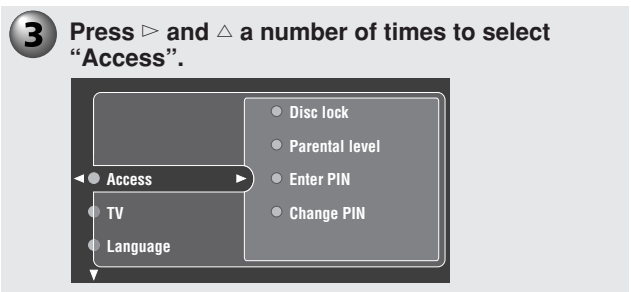 3 Press ▷ and △ a number of times to select
“Access”.
Disc lock
Parental level
Access
Enter PIN
TV
Change PIN
Language